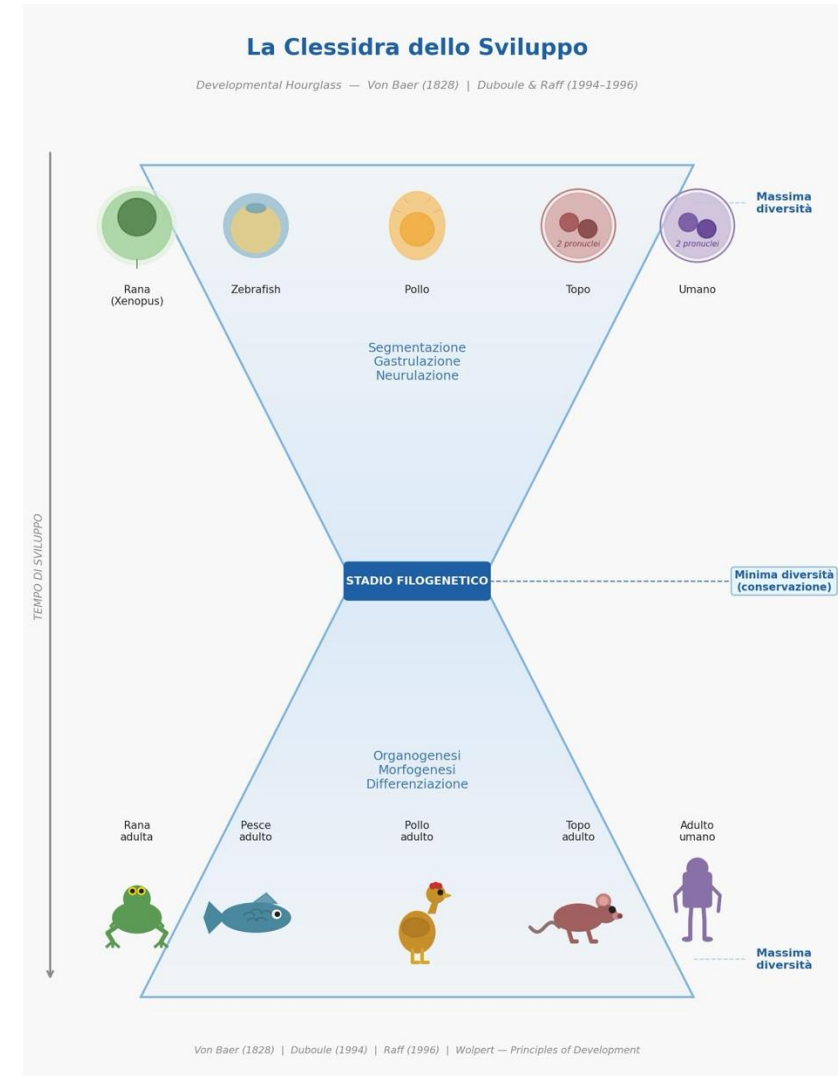 La Clessidra dello Sviluppo
Developmental Hourglass — Von Baer (1828) | Duboule & Raff (1994–1996)
Massima
diversità
2 pronuclei
2 pronuclei
Rana
(Xenopus)
Zebrafish
Pollo
Topo
Umano
Segmentazione
Gastrulazione
Neurulazione
TEMPO DI SVILUPPO
STADIO FILOGENETICO
Minima diversità
(conservazione)
Organogenesi
Morfogenesi
Differenziazione
Rana
adulta
Pesce
adulto
Pollo
adulto
Topo
adulto
Adulto
umano
Massima
diversità
Von Baer (1828) | Duboule (1994) | Raff (1996) | Wolpert — Principles of Development